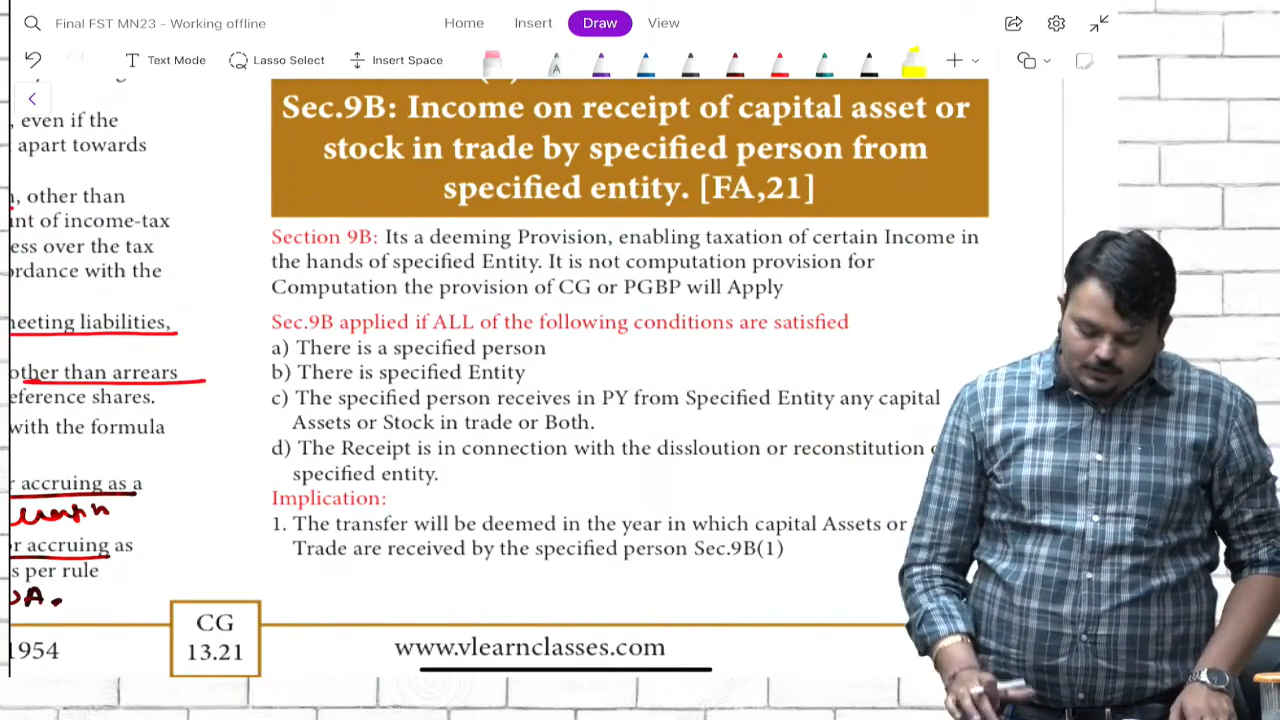 Final FST MN23 - Working offline
Home Insert Draw View
Text Mode Lasso Select Insert Space
, even if the
apart towards
, other than
int of income-tax
ess over the tax
ordance with the
neeting liabilities,
other than arrears
eference shares.
with the formula
r accruing as a
or accruing as
s per rule
1954
Sec.9B: Income on receipt of capital asset or
stock in trade by specified person from
specified entity. [FA,21]
Section 9B: Its a deeming Provision, enabling taxation of certain Income in
the hands of specified Entity. It is not computation provision for
Computation the provision of CG or PGBP will Apply
Sec.9B applied if ALL of the following conditions are satisfied
a) There is a specified person
b) There is specified Entity
c) The specified person receives in PY from Specified Entity any capital
Assets or Stock in trade or Both.
d) The Receipt is in connection with the dissloution or reconstitution
specified entity.
Implication:
1. The transfer will be deemed in the year in which capital Assets or
Trade are received by the specified person Sec.9B(1)
CG
13.21
www.vlearnclasses.com